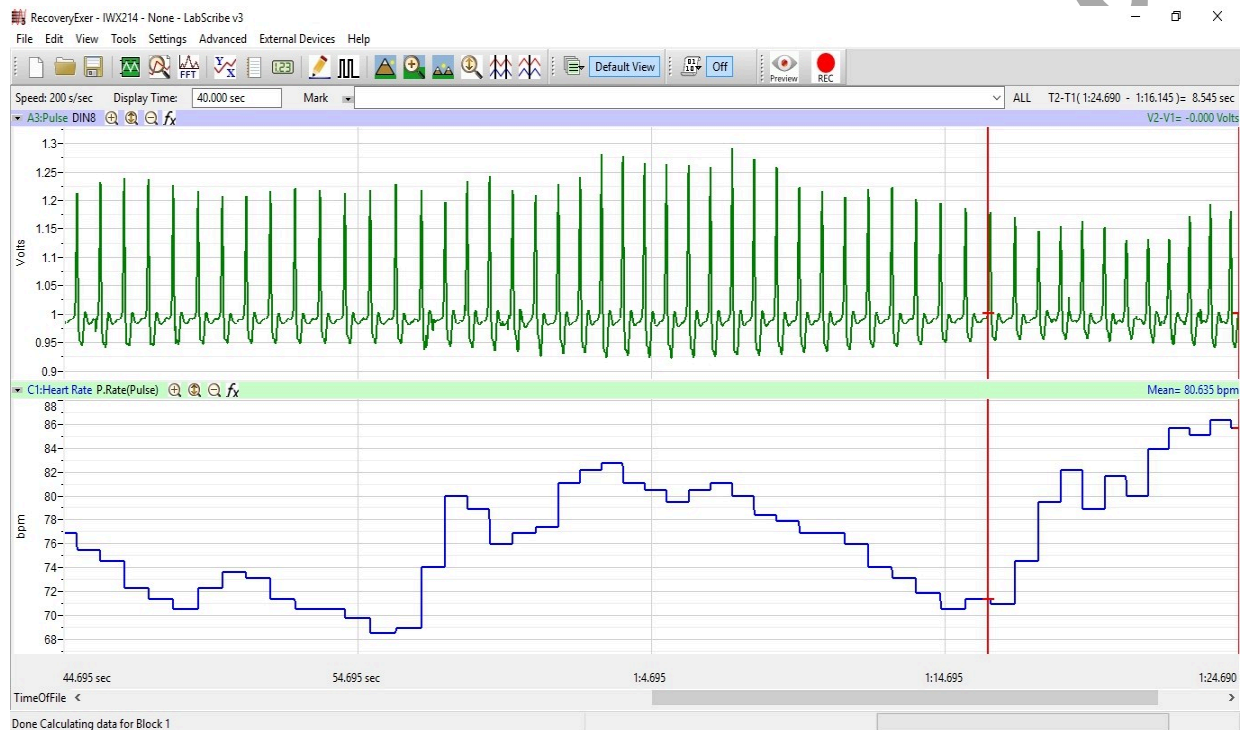 RecoveryExer - IWX214 - None - LabScribe v3
File Edit View Tools Settings Advanced External Devices Help
FFT Y X 123 Default View Off Preview REC
Speed: 200 s/sec Display Time: 40.000 sec Mark ALL T2-T1( 1:24.690 - 1:16.145 )= 8.545 sec
A3:Pulse DIN8 fx V2-V1= -0.000 Volts
1.3
1.25
1.2
1.15
1.1
1.05
1
0.95
0.9
Volts
C1:Heart Rate P.Rate(Pulse) fx Mean= 80.635 bpm
88
86
84
82
80
78
76
74
72
70
68
bpm
44.695 sec 54.695 sec 1:4.695 1:14.695 1:24.690
TimeOfFile < >
Done Calculating data for Block 1